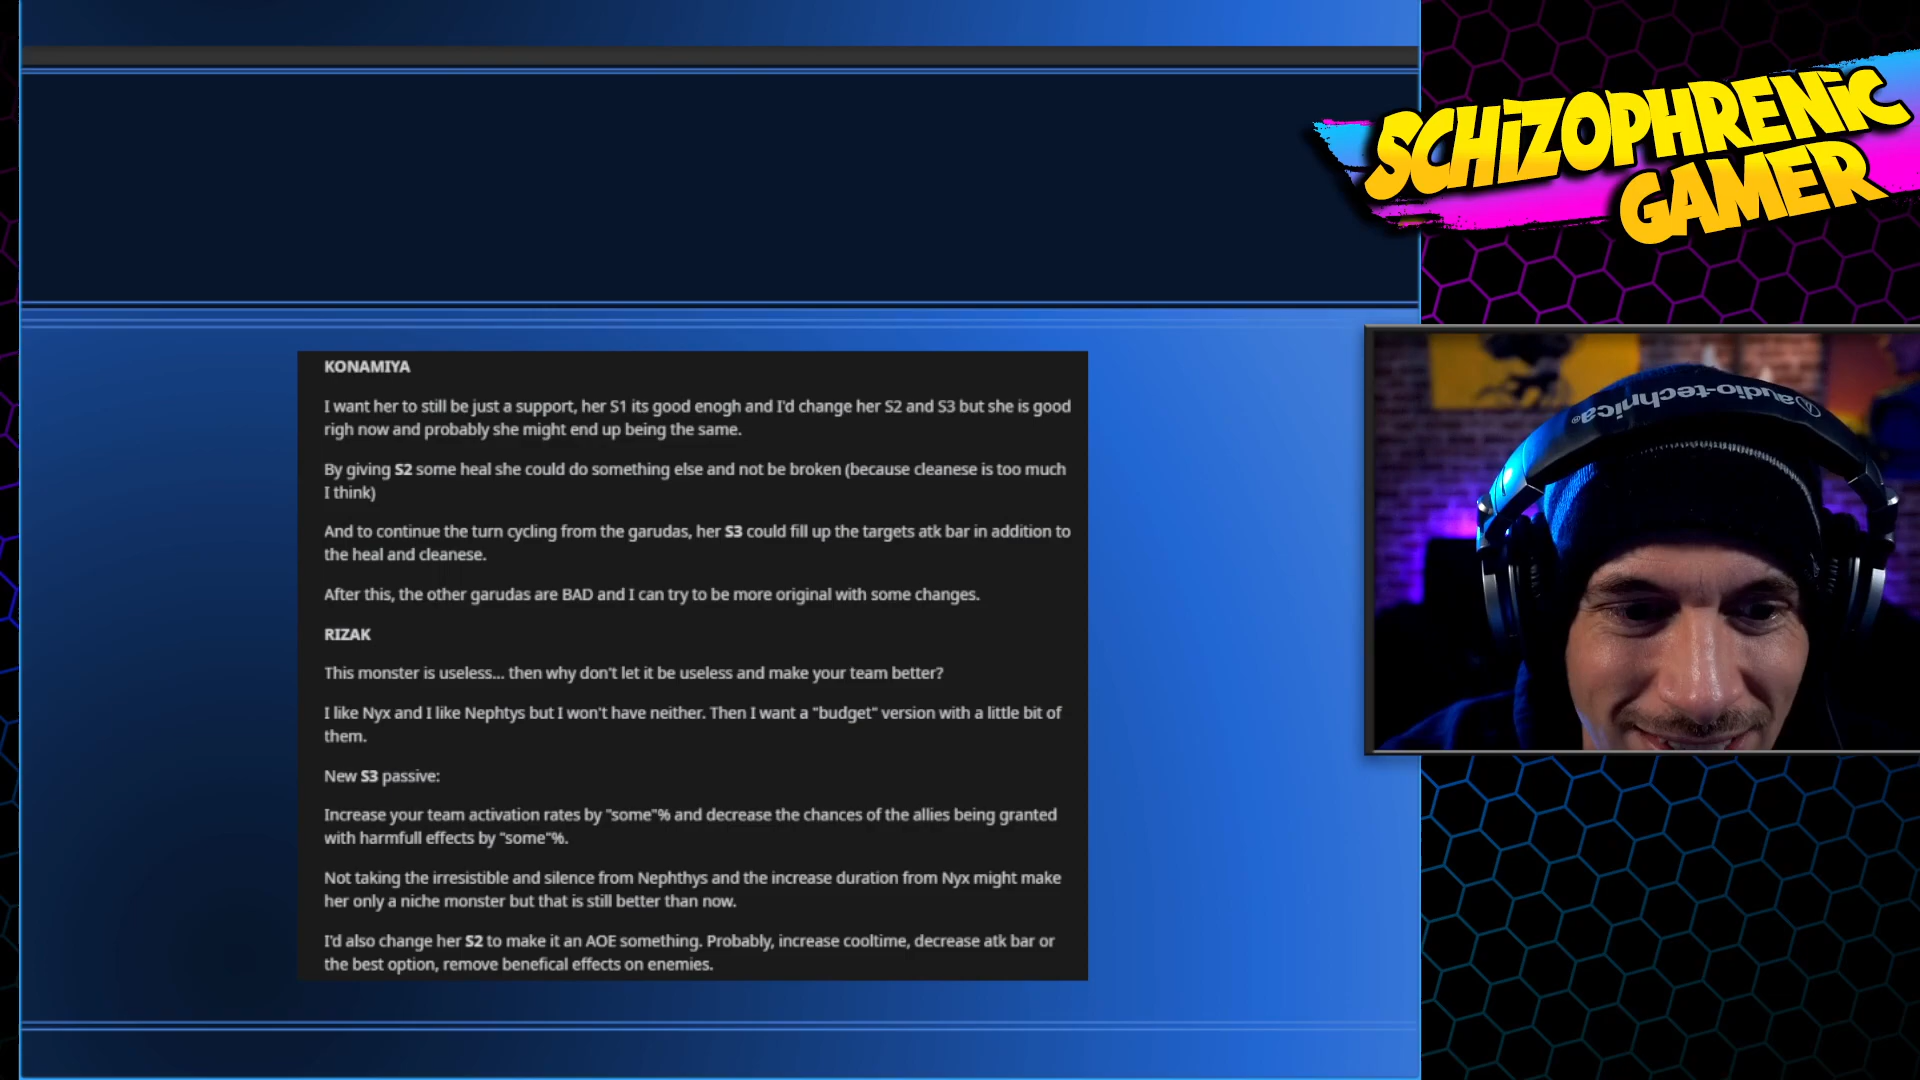 SCHiZOPHRENiC
GAMER
audio-technica
KONAMIYA
I want her to still be just a support, her S1 its good enogh and I'd change her S2 and S3 but she is good
righ now and probably she might end up being the same.
By giving S2 some heal she could do something else and not be broken (because cleanese is too much
I think)
And to continue the turn cycling from the garudas, her S3 could fill up the targets atk bar in addition to
the heal and cleanese.
After this, the other garudas are BAD and I can try to be more original with some changes.
RIZAK
This monster is useless... then why don't let it be useless and make your team better?
I like Nyx and I like Nephtys but I won't have neither. Then I want a "budget" version with a little bit of
them.
New S3 passive:
Increase your team activation rates by "some"% and decrease the chances of the allies being granted
with harmfull effects by "some"%.
Not taking the irresistible and silence from Nephthys and the increase duration from Nyx might make
her only a niche monster but that is still better than now.
I'd also change her S2 to make it an AOE something. Probably, increase cooltime, decrease atk bar or
the best option, remove benefical effects on enemies.